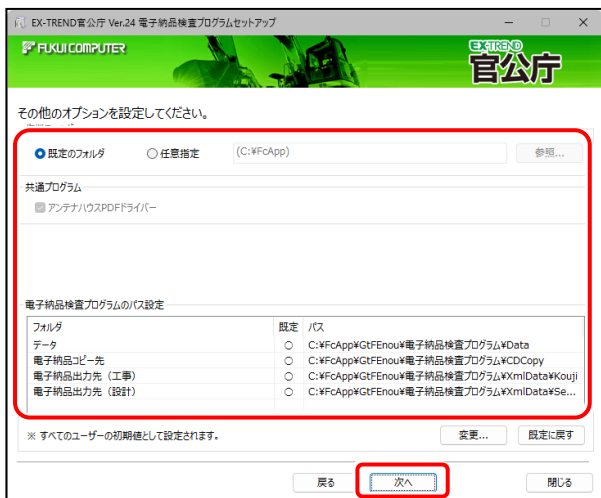 EX-TREND官公庁 Ver.24 電子納品検査プログラムセットアップ
FUKUI COMPUTER
EX-TREND
官公庁
その他のオプションを設定してください。
既定のフォルダ 任意指定 (C:¥FcApp) 参照...
共通プログラム
アンテナハウスPDFドライバー
電子納品検査プログラムのパス設定
フォルダ 既定 パス
データ ○ C:¥FcApp¥GtFEnou¥電子納品検査プログラム¥Data
電子納品コピー先 ○ C:¥FcApp¥GtFEnou¥電子納品検査プログラム¥CDCopy
電子納品出力先（工事） ○ C:¥FcApp¥GtFEnou¥電子納品検査プログラム¥XmlData¥Kouji
電子納品出力先（設計） ○ C:¥FcApp¥GtFEnou¥電子納品検査プログラム¥XmlData¥Se...
※ すべてのユーザーの初期値として設定されます。 変更... 既定に戻す
戻る 次へ 閉じる